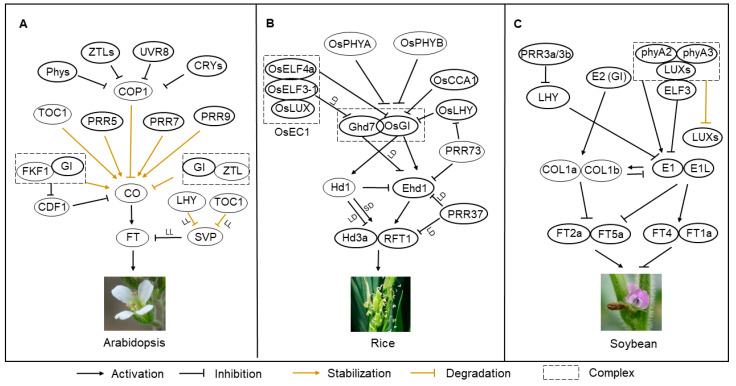 A
ZTLs UVR8
Phys CRYs
COP1
TOC1 PRR5 PRR7 PRR9
FKF1 GI GI ZTL
CDF1 CO LHY TOC1
LL LL
FT LL SVP
Arabidopsis
B
OsPHYA OsPHYB
OsELF4a
OsELF3-1
OsLUX
OsEC1
LD
OsCCA1
OsLHY
Ghd7 OsGI
LD
PRR73
Hd1 Ehd1
LD SD
LD
PRR37
LD
Hd3a RFT1
Rice
C
PRR3a/3b
phyA2 phyA3
LUXs
ELF3
LHY E2 (GI)
LUXs
COL1a COL1b E1 E1L
FT2a FT5a FT4 FT1a
Soybean
Activation Inhibition Stabilization Degradation Complex